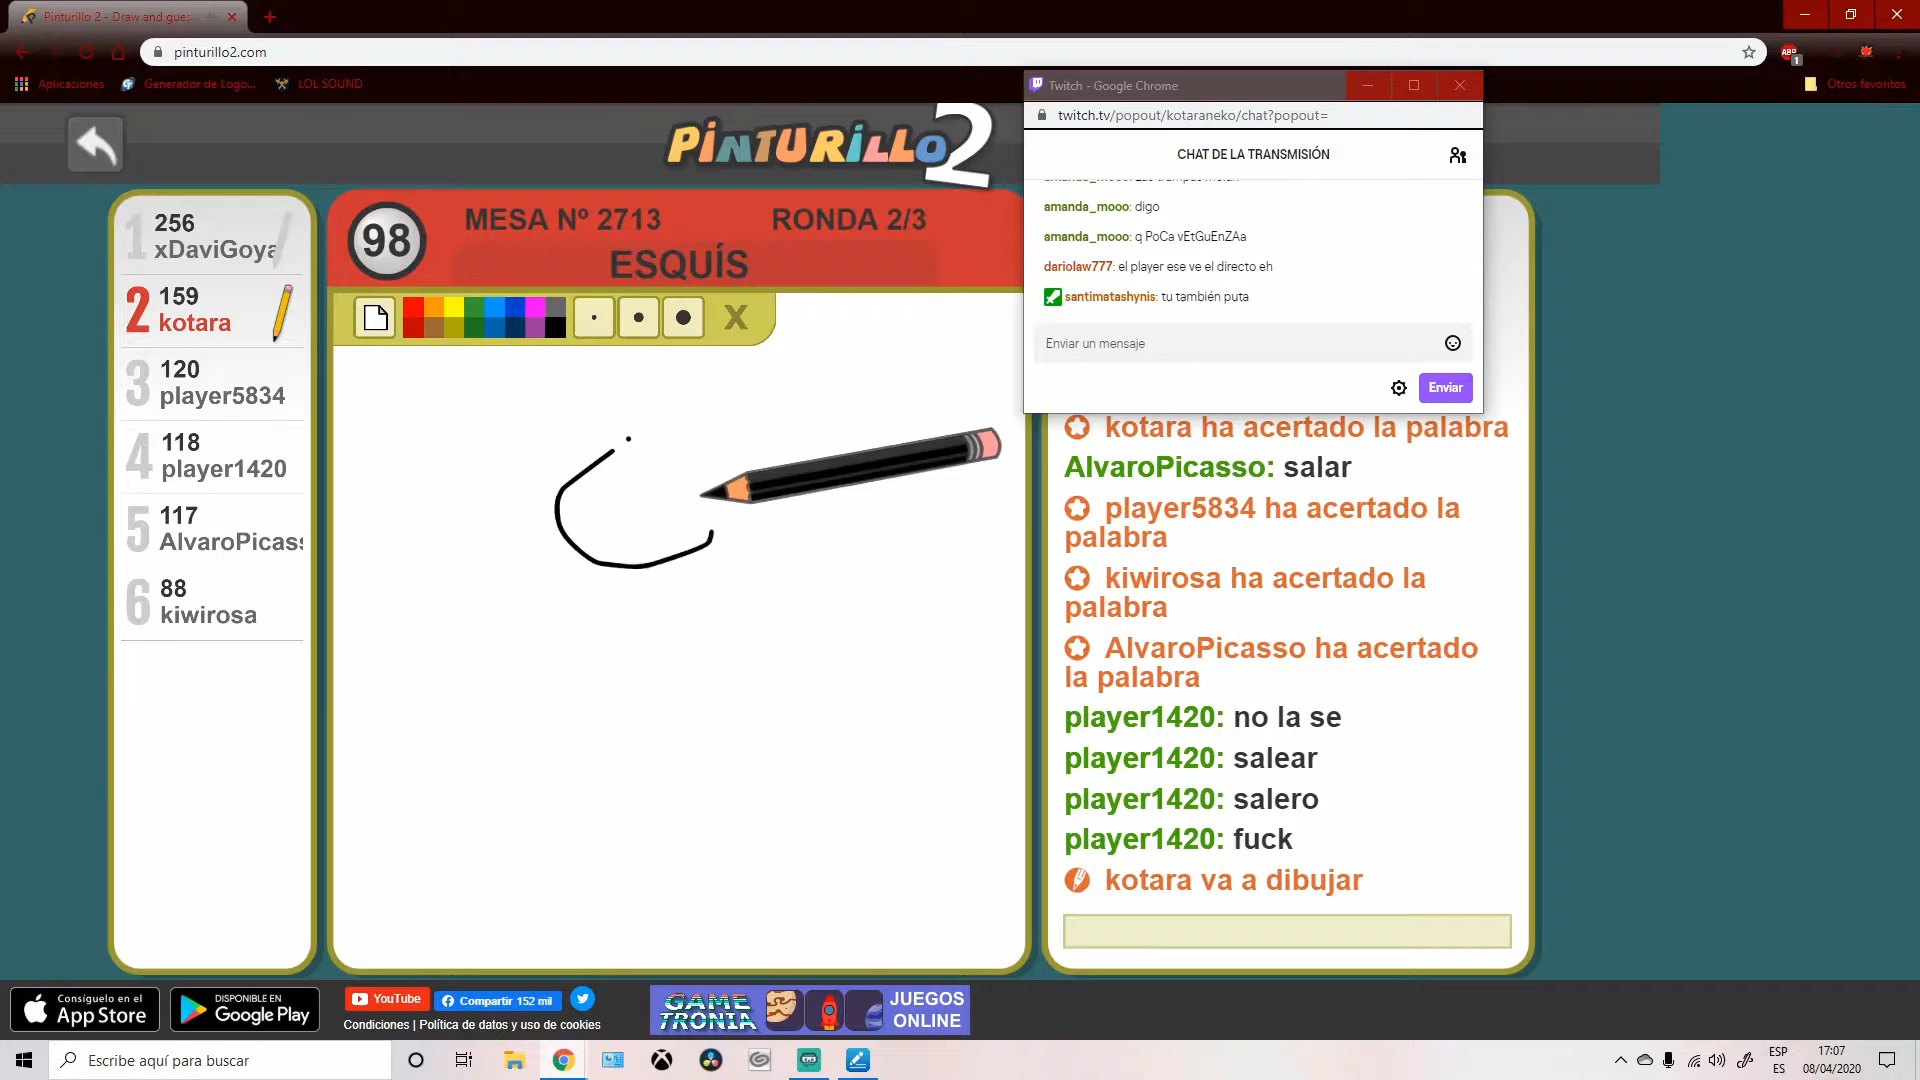 Pinturillo 2 - Draw and gues
pinturillo2.com
ABP
1
Aplicaciones
Generador de Logo...
LOL SOUND
Otros favoritos
Twitch - Google Chrome
twitch.tv/popout/kotaraneko/chat?popout=
CHAT DE LA TRANSMISIÓN
amanda_mooo: digo
amanda_mooo: q PoCa vEtGuEnZAa
dariolaw777: el player ese ve el directo eh
santimatashynis: tu también puta
Enviar un mensaje
Enviar
PiNTURiLLo2
98
MESA Nº 2713
RONDA 2/3
ESQUÍS
X
1
256
xDaviGoya
2
159
kotara
3
120
player5834
4
118
player1420
5
117
AlvaroPicass
6
88
kiwirosa
kotara ha acertado la palabra
AlvaroPicasso: salar
player5834 ha acertado la
palabra
kiwirosa ha acertado la
palabra
AlvaroPicasso ha acertado
la palabra
player1420: no la se
player1420: salear
player1420: salero
player1420: fuck
kotara va a dibujar
Consíguelo en el
App Store
DISPONIBLE EN
Google Play
YouTube
Compartir 152 mil
Condiciones | Política de datos y uso de cookies
GAME
TRONIA
JUEGOS
ONLINE
Escribe aquí para buscar
ESP
ES
17:07
08/04/2020